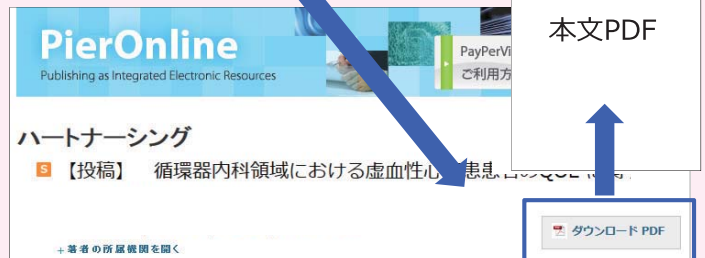 本文PDF
PierOnline
Publishing as Integrated Electronic Resources
PayPerVi
ご利用方
ハートナーシング
S 【投稿】 循環器内科領域における虚血性心
ダウンロード PDF
+著者の所属機関を開く